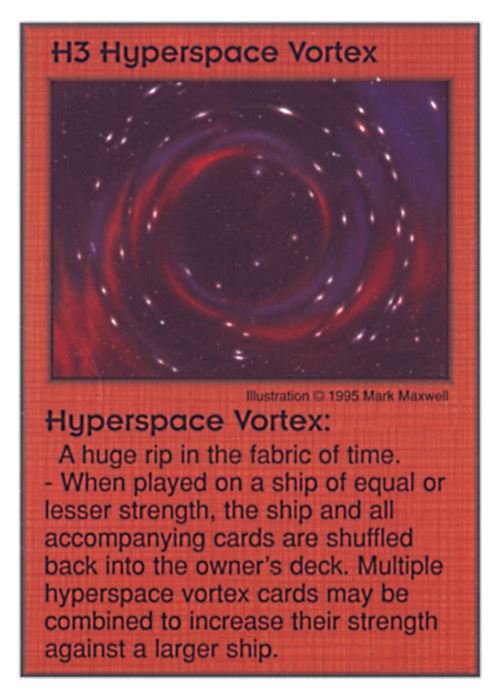 H3 Hyperspace Vortex
Illustration © 1995 Mark Maxwell
Hyperspace Vortex:
A huge rip in the fabric of time.
- When played on a ship of equal or
lesser strength, the ship and all
accompanying cards are shuffled
back into the owner's deck. Multiple
hyperspace vortex cards may be
combined to increase their strength
against a larger ship.